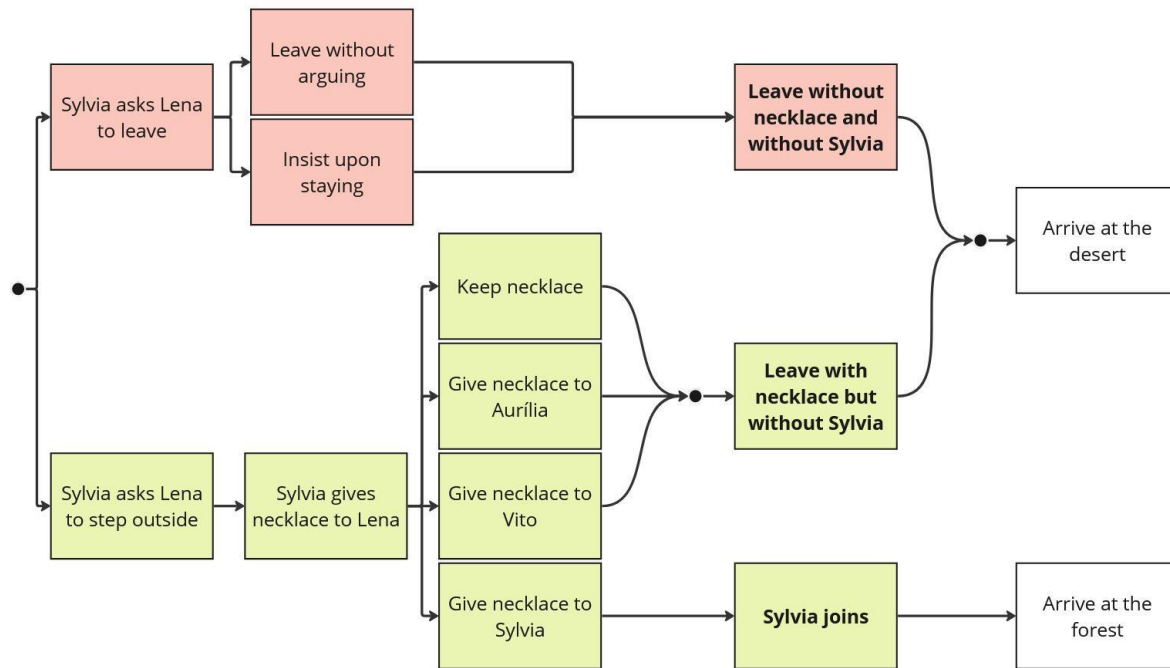 Leave without
arguing
Sylvia asks Lena
to leave
Insist upon
staying
Leave without
necklace and
without Sylvia
Arrive at the
desert
Keep necklace
Give necklace to
Aurília
Leave with
necklace but
without Sylvia
Sylvia asks Lena
to step outside
Sylvia gives
necklace to Lena
Give necklace to
Vito
Give necklace to
Sylvia
Sylvia joins
Arrive at the
forest